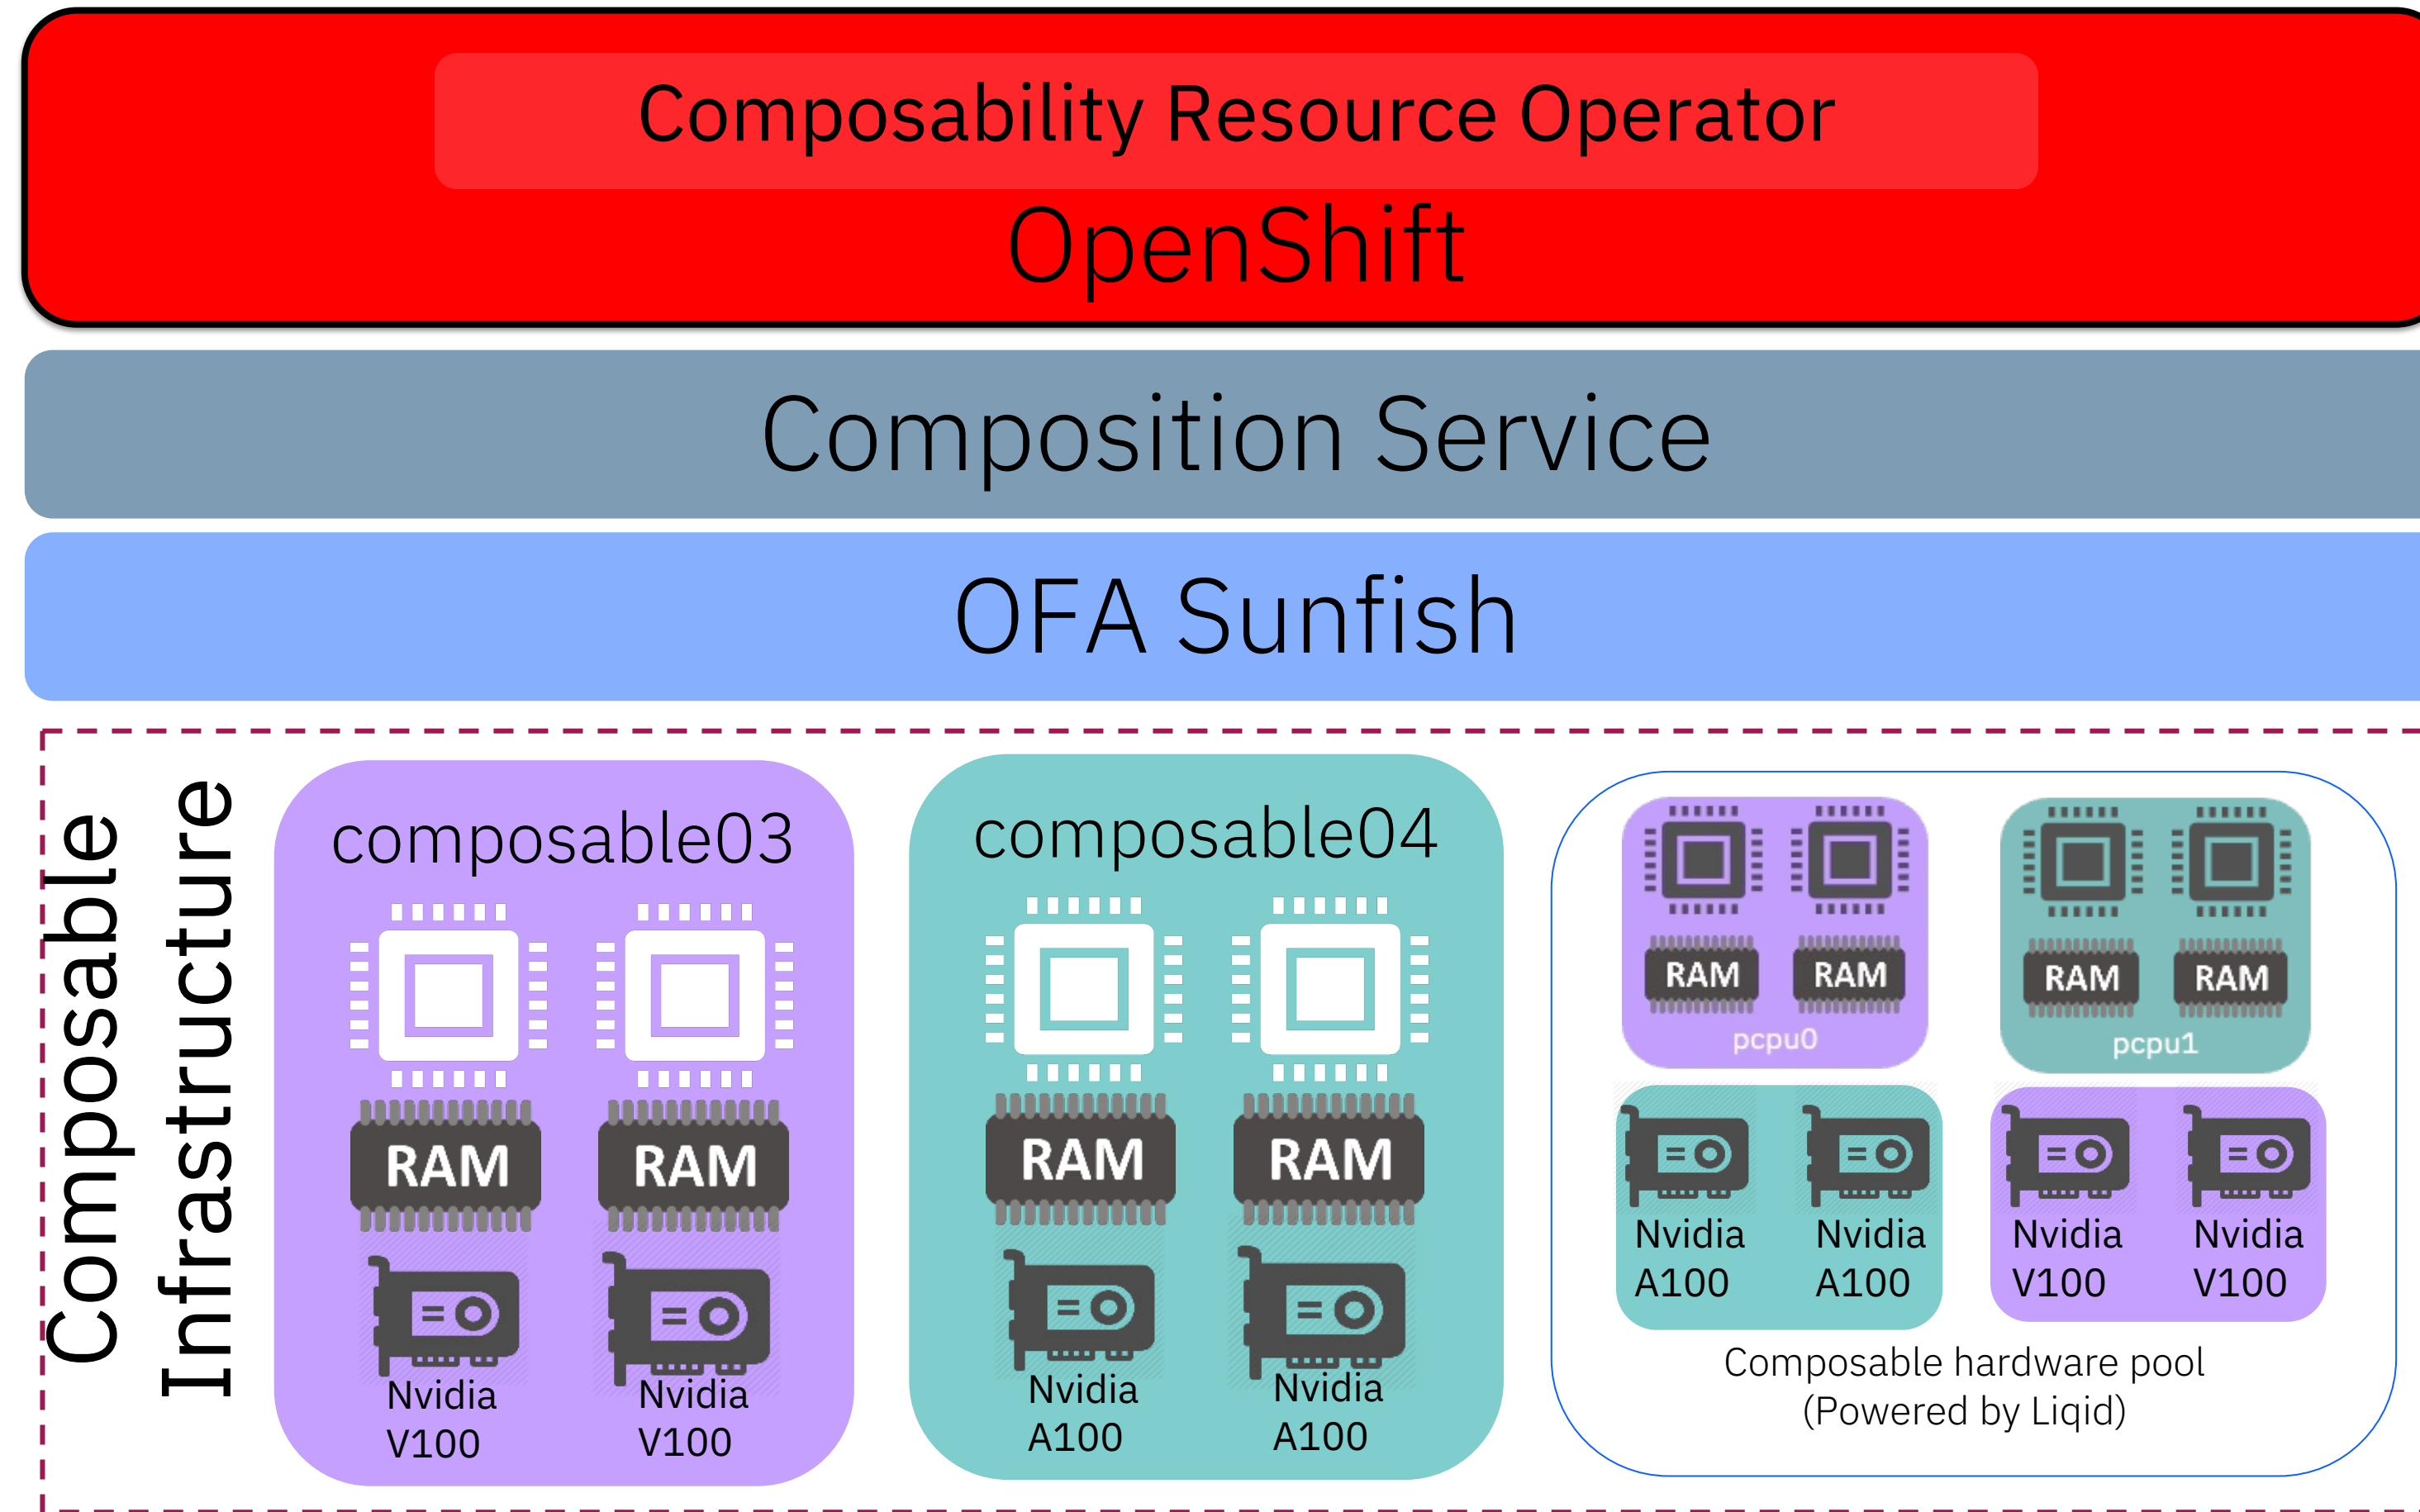 Composability Resource Operator
OpenShift
Composition Service
OFA Sunfish
Composable
Infrastructure
composable03
RAM RAM
Nvidia Nvidia
V100 V100
composable04
RAM RAM
Nvidia Nvidia
A100 A100
RAM RAM
pcpu0
RAM RAM
pcpu1
Nvidia Nvidia
A100 A100
Nvidia Nvidia
V100 V100
Composable hardware pool
(Powered by Liqid)